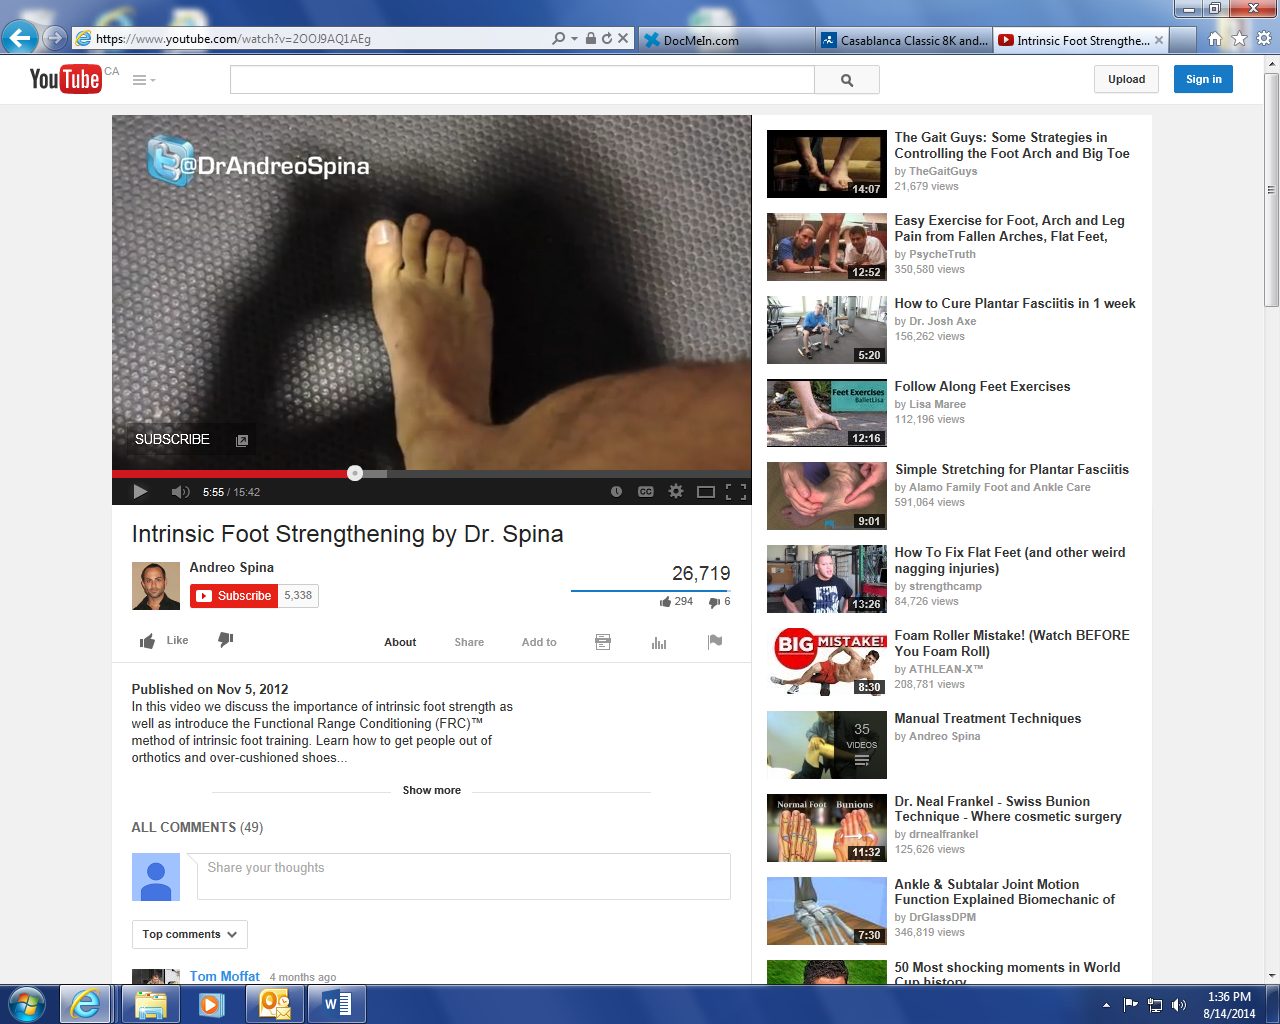 https://www.youtube.com/watch?v=2OOJ9AQ1AEg
DocMeIn.com
Casablanca Classic 8K and...
Intrinsic Foot Strengthe...
YouTube CA
Upload
Sign in
@DrAndreoSpina
SUBSCRIBE
5:55 / 15:42
CC
Intrinsic Foot Strengthening by Dr. Spina
Andreo Spina
Subscribe 5,338
26,719
294 6
Like
About
Share
Add to
Published on Nov 5, 2012
In this video we discuss the importance of intrinsic foot strength as
well as introduce the Functional Range Conditioning (FRC)™
method of intrinsic foot training. Learn how to get people out of
orthotics and over-cushioned shoes...
Show more
ALL COMMENTS (49)
Share your thoughts
Top comments
Tom Moffat 4 months ago
14:07
The Gait Guys: Some Strategies in
Controlling the Foot Arch and Big Toe
by TheGaitGuys
21,679 views
12:52
Easy Exercise for Foot, Arch and Leg
Pain from Fallen Arches, Flat Feet,
by PsycheTruth
350,580 views
5:20
How to Cure Plantar Fasciitis in 1 week
by Dr. Josh Axe
156,262 views
Feet Exercises
BalletLisa
12:16
Follow Along Feet Exercises
by Lisa Maree
112,196 views
9:01
Simple Stretching for Plantar Fasciitis
by Alamo Family Foot and Ankle Care
591,064 views
13:26
How To Fix Flat Feet (and other weird
nagging injuries)
by strengthcamp
84,726 views
BIG MISTAKE!
8:30
Foam Roller Mistake! (Watch BEFORE
You Foam Roll)
by ATHLEAN-X™
208,781 views
35
VIDEOS
Manual Treatment Techniques
by Andreo Spina
Normal Foot Bunions
11:32
Dr. Neal Frankel - Swiss Bunion
Technique - Where cosmetic surgery
by drnealfrankel
125,626 views
7:30
Ankle & Subtalar Joint Motion
Function Explained Biomechanic of
by DrGlassDPM
346,819 views
50 Most shocking moments in World
Cup history
1:36 PM
8/14/2014